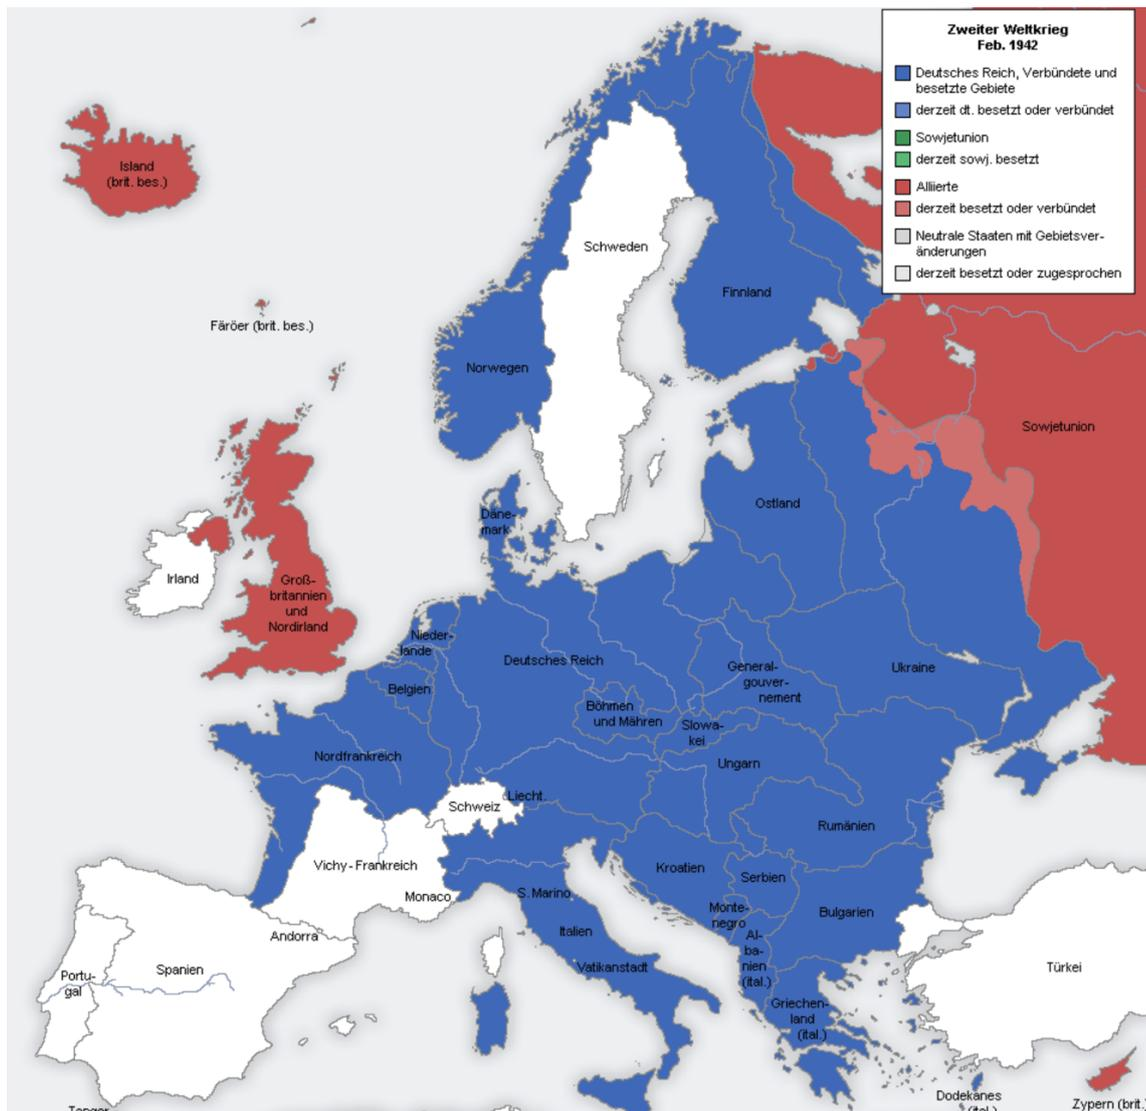 Zweiter Weltkrieg
Feb. 1942
Deutsches Reich, Verbündete und
besetzte Gebiete
derzeit dt. besetzt oder verbündet
Sowjetunion
derzeit sowj. besetzt
Alliierte
derzeit besetzt oder verbündet
Neutrale Staaten mit Gebietsver-
änderungen
derzeit besetzt oder zugesprochen
Island
(brit. bes.)
Schweden
Finnland
Färöer (brit. bes.)
Norwegen
Sowjetunion
Ostland
Däne-
mark
Irland
Groß-
britannien
und
Nordirland
Nieder-
lande
Deutsches Reich
General-
gouver-
nement
Ukraine
Belgien
Böhmen
und Mähren
Slowa-
kei
Nordfrankreich
Ungarn
Liecht.
Schweiz
Rumänien
Vichy-Frankreich
Kroatien
Serbien
Monaco
S. Marino
Monte-
negro
Bulgarien
Andorra
Italien
Al-
ba-
nien
(ital.)
Spanien
Vatikanstadt
Türkei
Portu-
gal
Griechen-
land
(ital.)
Dodekanes
(ital.)
Zypern (brit.
Tanger